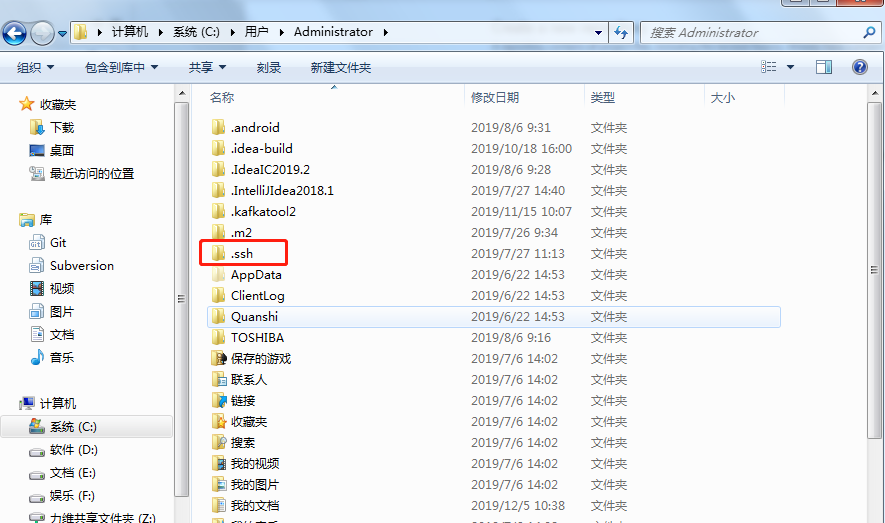 计算机 系统 (C:) 用户 Administrator
搜索 Administrator
组织 包含到库中 共享 刻录 新建文件夹
收藏夹
下载
桌面
最近访问的位置
库
Git
Subversion
视频
图片
文档
音乐
计算机
系统 (C:)
软件 (D:)
文档 (E:)
娱乐 (F:)
力维共享文件夹 (Z:)
名称 修改日期 类型 大小
.android 2019/8/6 9:31 文件夹
.idea-build 2019/10/18 16:00 文件夹
.IdeaIC2019.2 2019/8/6 9:28 文件夹
.IntelliJIdea2018.1 2019/7/27 14:40 文件夹
.kafkatool2 2019/11/15 10:07 文件夹
.m2 2019/7/26 9:34 文件夹
.ssh 2019/7/27 11:13 文件夹
AppData 2019/6/22 14:53 文件夹
ClientLog 2019/6/22 14:53 文件夹
Quanshi 2019/6/22 14:53 文件夹
TOSHIBA 2019/8/6 9:16 文件夹
保存的游戏 2019/7/6 14:02 文件夹
联系人 2019/7/6 14:02 文件夹
链接 2019/7/6 14:02 文件夹
收藏夹 2019/7/6 14:02 文件夹
搜索 2019/7/6 14:02 文件夹
我的视频 2019/7/6 14:02 文件夹
我的图片 2019/7/6 14:02 文件夹
我的文档 2019/12/5 10:38 文件夹